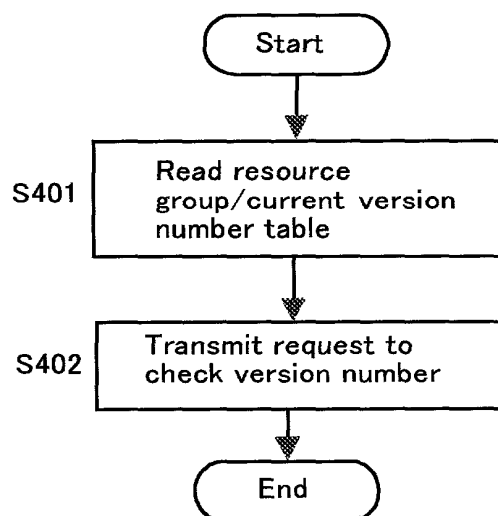 Start
S401
Read resource
group/current version
number table
S402
Transmit request to
check version number
End